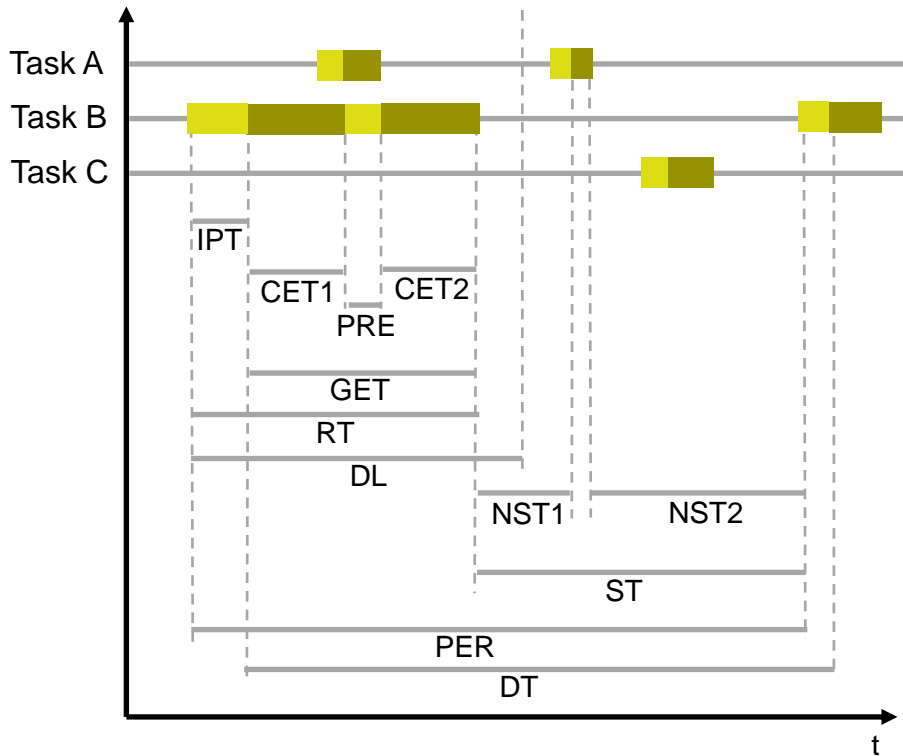 Task A
Task B
Task C
IPT
CET1
CET2
PRE
GET
RT
DL
NST1
NST2
ST
PER
DT
t